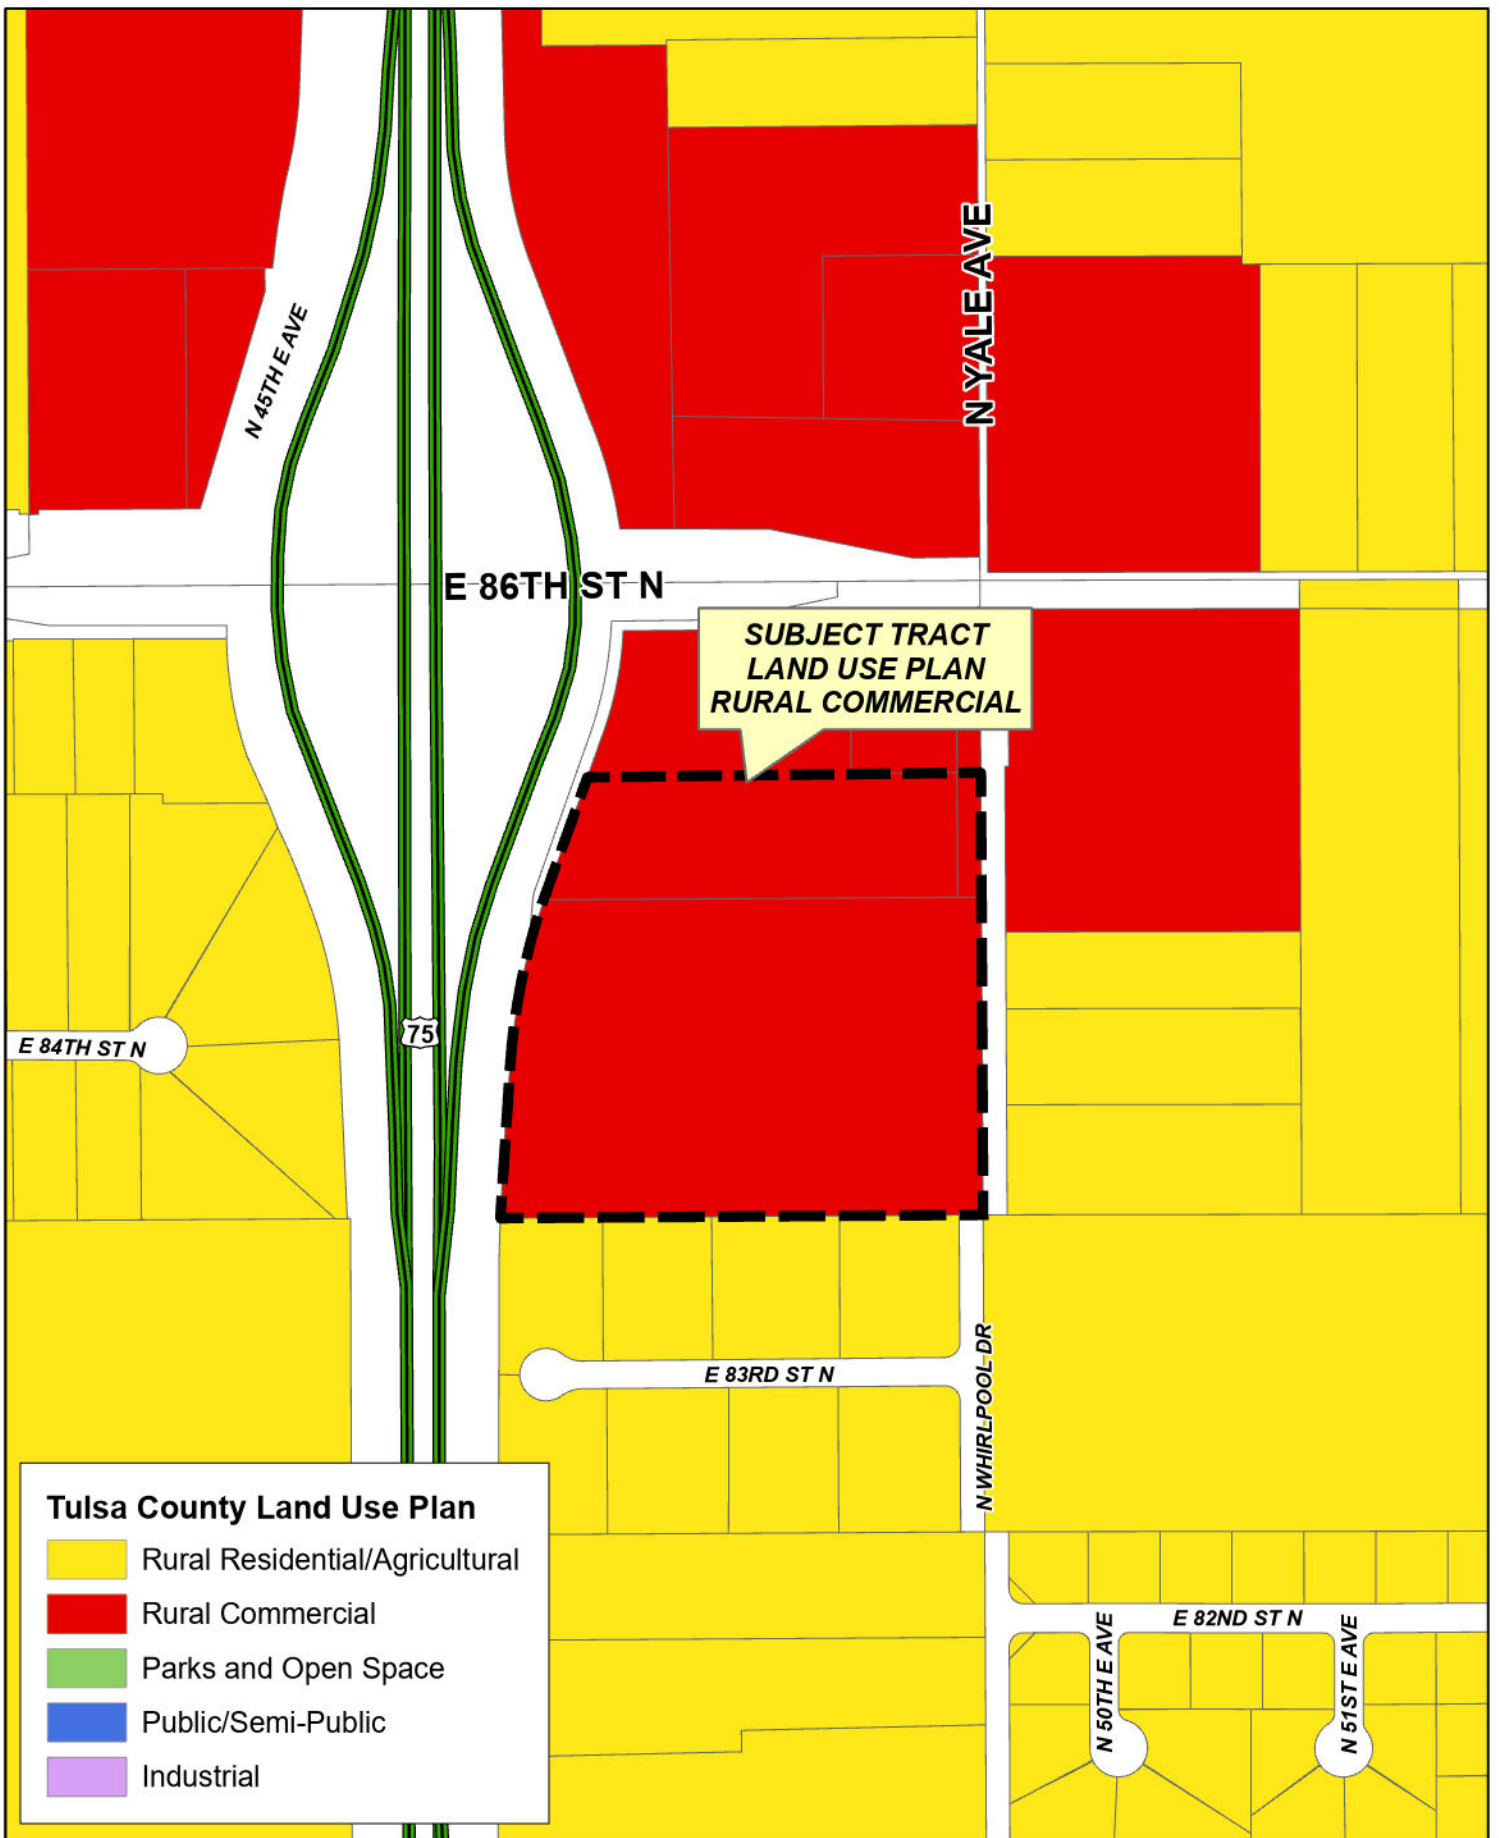 N YALE AVE
N 45TH E AVE
E 86TH ST N
SUBJECT TRACT
LAND USE PLAN
RURAL COMMERCIAL
75
E 84TH ST N
E 83RD ST N
N WHIRLPOOL DR
Tulsa County Land Use Plan
Rural Residential/Agricultural
Rural Commercial
Parks and Open Space
Public/Semi-Public
Industrial
E 82ND ST N
N 50TH E AVE
N 51ST E AVE